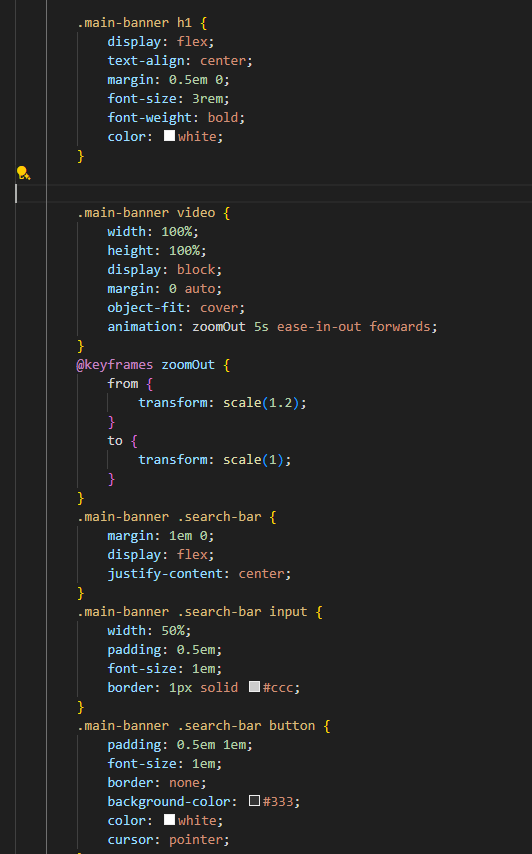 .main-banner h1 {
display: flex;
text-align: center;
margin: 0.5em 0;
font-size: 3rem;
font-weight: bold;
color: white;
}
.main-banner video {
width: 100%;
height: 100%;
display: block;
margin: 0 auto;
object-fit: cover;
animation: zoomOut 5s ease-in-out forwards;
}
@keyframes zoomOut {
from {
transform: scale(1.2);
}
to {
transform: scale(1);
}
}
.main-banner .search-bar {
margin: 1em 0;
display: flex;
justify-content: center;
}
.main-banner .search-bar input {
width: 50%;
padding: 0.5em;
font-size: 1em;
border: 1px solid #ccc;
}
.main-banner .search-bar button {
padding: 0.5em 1em;
font-size: 1em;
border: none;
background-color: #333;
color: white;
cursor: pointer;